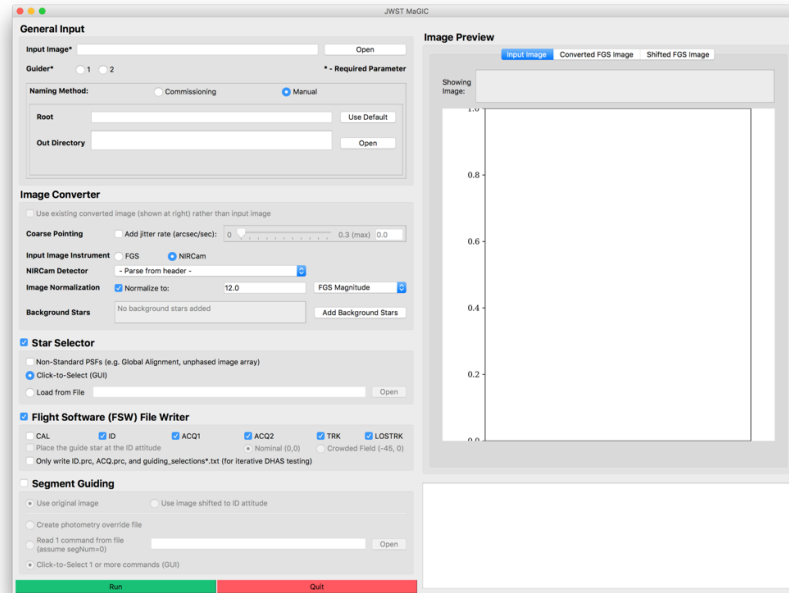 JWST MaGIC
General Input
Input Image*
Open
Guider*
1
2
* - Required Parameter
Naming Method:
Commissioning
Manual
Root
Use Default
Out Directory
Open
Image Converter
Use existing converted image (shown at right) rather than input image
Coarse Pointing
Add jitter rate (arcsec/sec):
0
0.3 (max)
0.0
Input Image Instrument
FGS
NIRCam
NIRCam Detector
- Parse from header -
Image Normalization
Normalize to:
12.0
FGS Magnitude
Background Stars
No background stars added
Add Background Stars
Star Selector
Non-Standard PSFs (e.g. Global Alignment, unphased image array)
Click-to-Select (GUI)
Load from File
Open
Flight Software (FSW) File Writer
CAL
ID
ACQ1
ACQ2
TRK
LOSTRK
Place the guide star at the ID attitude
Nominal (0,0)
Crowded Field (-45, 0)
Only write ID.prc, ACQ.prc, and guiding_selections*.txt (for iterative DHAS testing)
Segment Guiding
Use original image
Use image shifted to ID attitude
Create photometry override file
Read 1 command from file
(assume segNum=0)
Open
Click-to-Select 1 or more commands (GUI)
Run
Quit
Image Preview
Input Image
Converted FGS Image
Shifted FGS Image
Showing
Image:
1.0
0.8
0.6
0.4
0.2
0.0